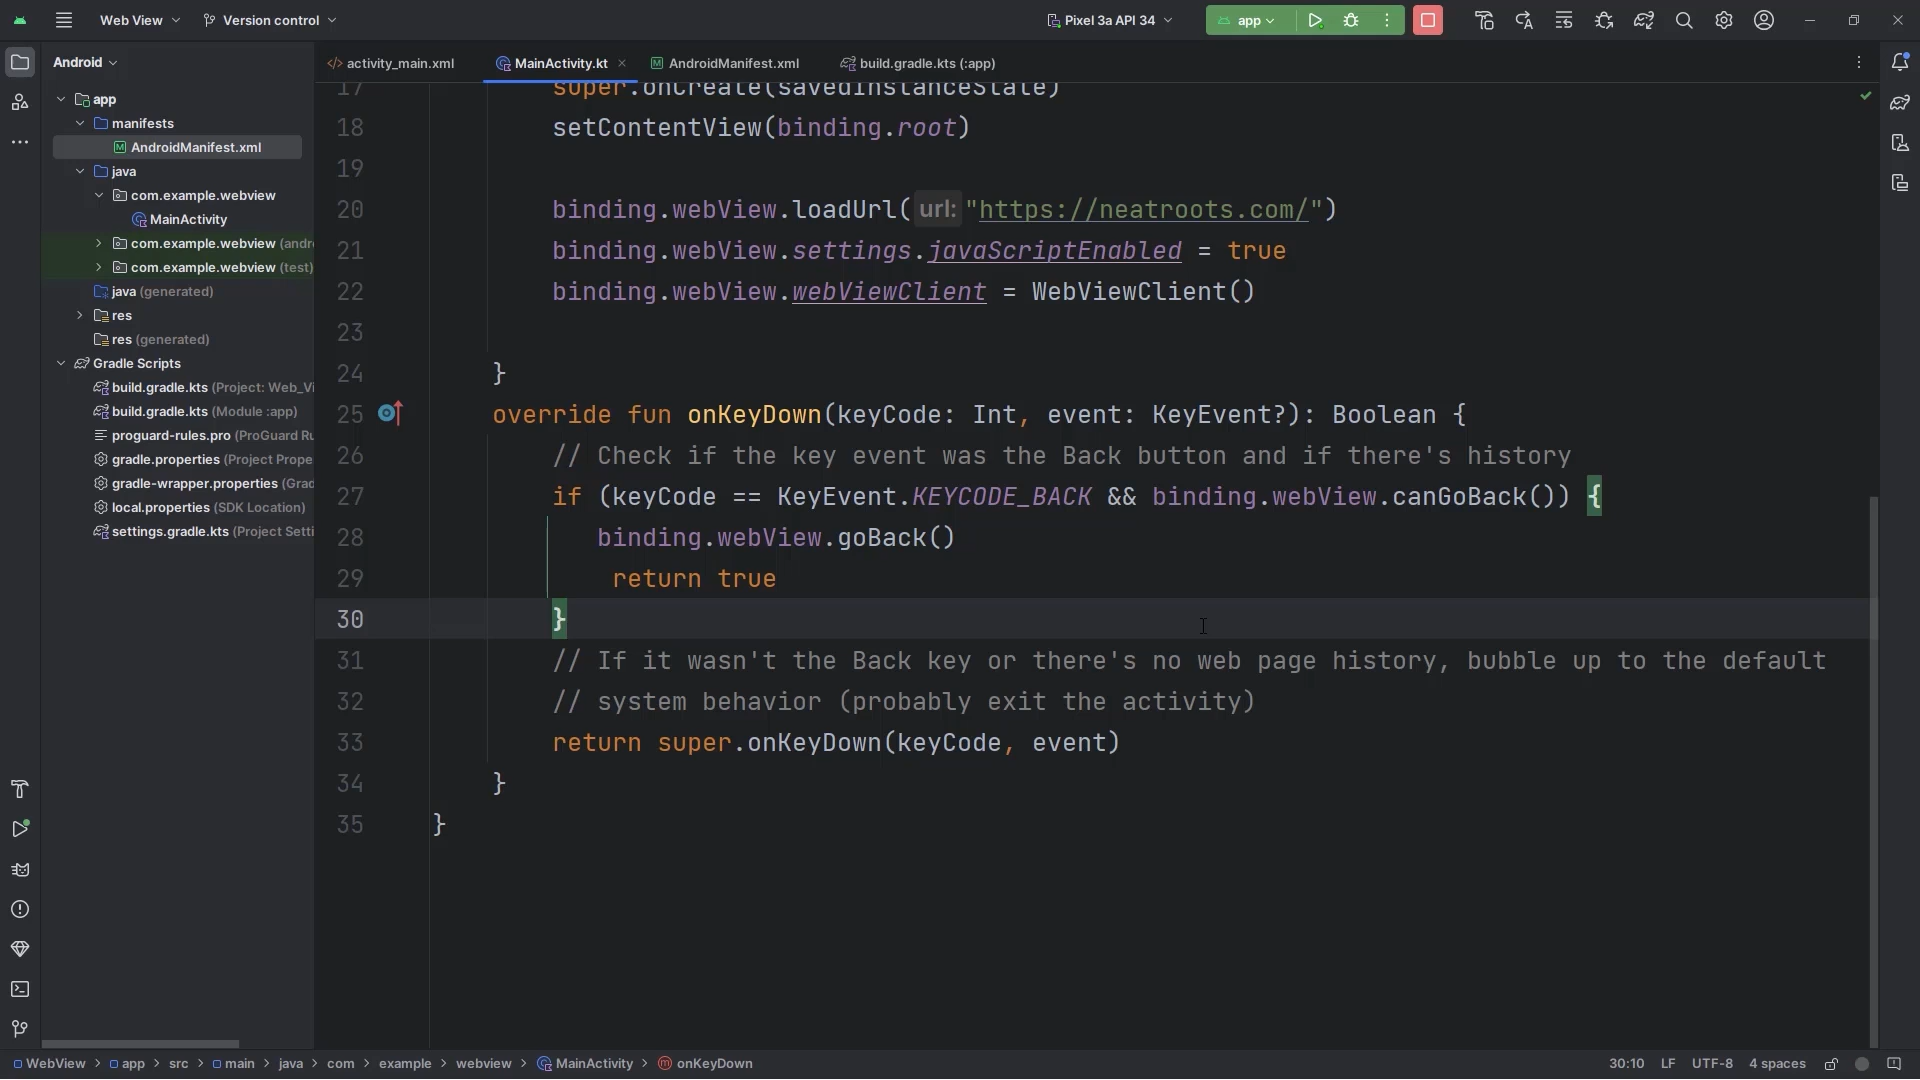 Web View
Version control
Pixel 3a API 34
app
Android
activity_main.xml
MainActivity.kt
AndroidManifest.xml
build.gradle.kts (:app)
app
manifests
AndroidManifest.xml
java
com.example.webview
MainActivity
com.example.webview (andr
com.example.webview (test)
java (generated)
res
res (generated)
Gradle Scripts
build.gradle.kts (Project: Web_Vi
build.gradle.kts (Module :app)
proguard-rules.pro (ProGuard Ru
gradle.properties (Project Prope
gradle-wrapper.properties (Grad
local.properties (SDK Location)
settings.gradle.kts (Project Setti
17 super.onCreate(savedInstanceState)
18 setContentView(binding.root)
19
20 binding.webView.loadUrl( url: "https://neatroots.com/")
21 binding.webView.settings.javaScriptEnabled = true
22 binding.webView.webViewClient = WebViewClient()
23
24 }
25 override fun onKeyDown(keyCode: Int, event: KeyEvent?): Boolean {
26 // Check if the key event was the Back button and if there's history
27 if (keyCode == KeyEvent.KEYCODE_BACK && binding.webView.canGoBack()) {
28 binding.webView.goBack()
29 return true
30 }
31 // If it wasn't the Back key or there's no web page history, bubble up to the default
32 // system behavior (probably exit the activity)
33 return super.onKeyDown(keyCode, event)
34 }
35 }
WebView > app > src > main > java > com > example > webview > MainActivity > onKeyDown
30:10 LF UTF-8 4 spaces